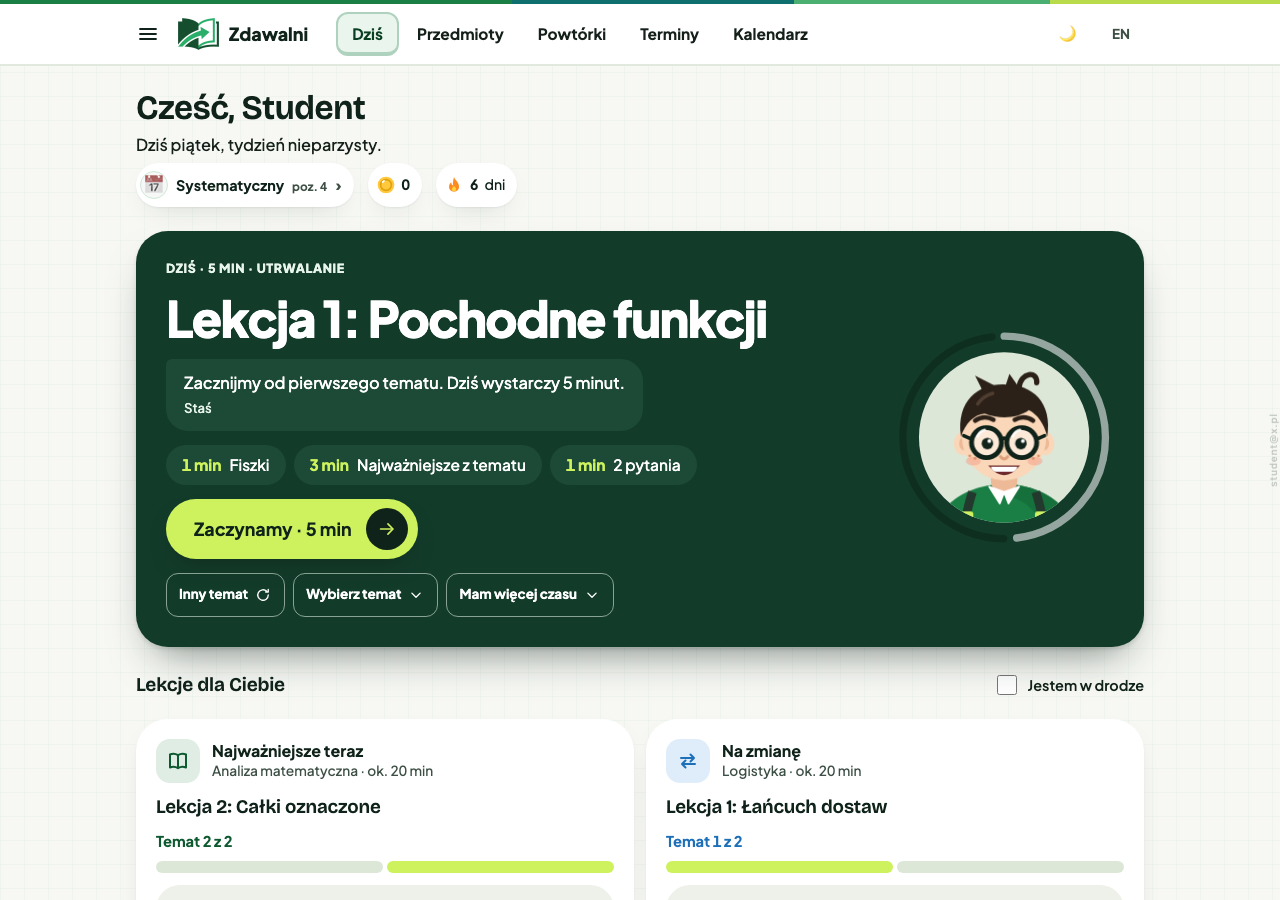 Zdawalni
Dziś
Przedmioty
Powtórki
Terminy
Kalendarz
EN
Cześć, Student
Dziś piątek, tydzień nieparzysty.
17
Systematyczny poz. 4 ›
0
6 dni
DZIŚ · 5 MIN · UTRWALANIE
Lekcja 1: Pochodne funkcji
Zacznijmy od pierwszego tematu. Dziś wystarczy 5 minut.
Staś
1 min Fiszki
3 min Najważniejsze z tematu
1 min 2 pytania
Zaczynamy · 5 min
Inny temat
Wybierz temat
Mam więcej czasu
student@x.pl
Lekcje dla Ciebie
Jestem w drodze
Najważniejsze teraz
Analiza matematyczna · ok. 20 min
Lekcja 2: Całki oznaczone
Temat 2 z 2
Na zmianę
Logistyka · ok. 20 min
Lekcja 1: Łańcuch dostaw
Temat 1 z 2